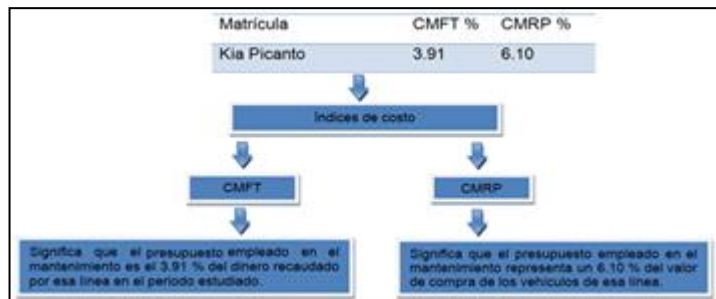 Matrícula CMFT % CMRP %
Kia Picanto 3.91 6.10
Índices de costo
CMFT CMRP
Significa que el presupuesto empleado en el
mantenimiento es el 3.91 % del dinero recaudado
por esa línea en el periodo estudiado.
Significa que el presupuesto empleado en el
mantenimiento representa un 6.10 % del valor
de compra de los vehículos de esa línea.